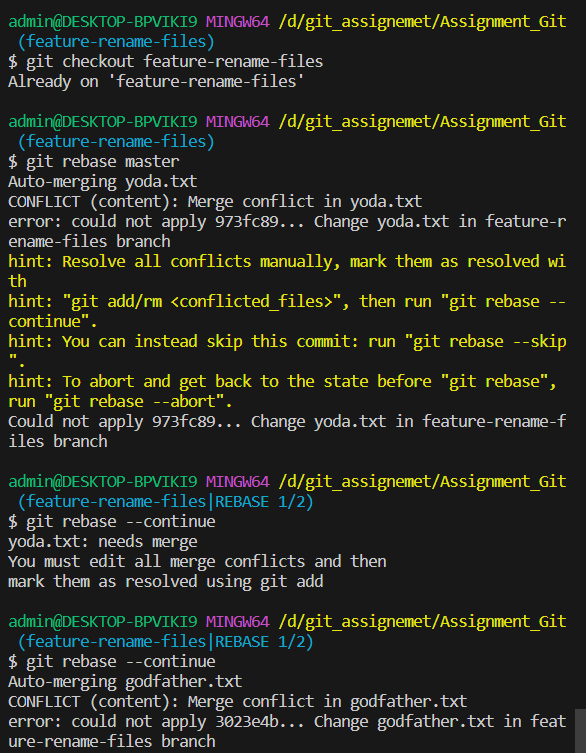 admin@DESKTOP-BPVIKI9 MINGW64 /d/git_assignemet/Assignment_Git
(feature-rename-files)
$ git checkout feature-rename-files
Already on 'feature-rename-files'
admin@DESKTOP-BPVIKI9 MINGW64 /d/git_assignemet/Assignment_Git
(feature-rename-files)
$ git rebase master
Auto-merging yoda.txt
CONFLICT (content): Merge conflict in yoda.txt
error: could not apply 973fc89... Change yoda.txt in feature-r
ename-files branch
hint: Resolve all conflicts manually, mark them as resolved wi
th
hint: "git add/rm <conflicted_files>", then run "git rebase --
continue".
hint: You can instead skip this commit: run "git rebase --skip
".
hint: To abort and get back to the state before "git rebase",
run "git rebase --abort".
Could not apply 973fc89... Change yoda.txt in feature-rename-f
iles branch
admin@DESKTOP-BPVIKI9 MINGW64 /d/git_assignemet/Assignment_Git
(feature-rename-files|REBASE 1/2)
$ git rebase --continue
yoda.txt: needs merge
You must edit all merge conflicts and then
mark them as resolved using git add
admin@DESKTOP-BPVIKI9 MINGW64 /d/git_assignemet/Assignment_Git
(feature-rename-files|REBASE 1/2)
$ git rebase --continue
Auto-merging godfather.txt
CONFLICT (content): Merge conflict in godfather.txt
error: could not apply 3023e4b... Change godfather.txt in feat
ure-rename-files branch